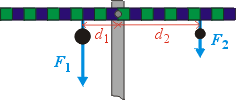 d₁ d₂
F₁ F₂